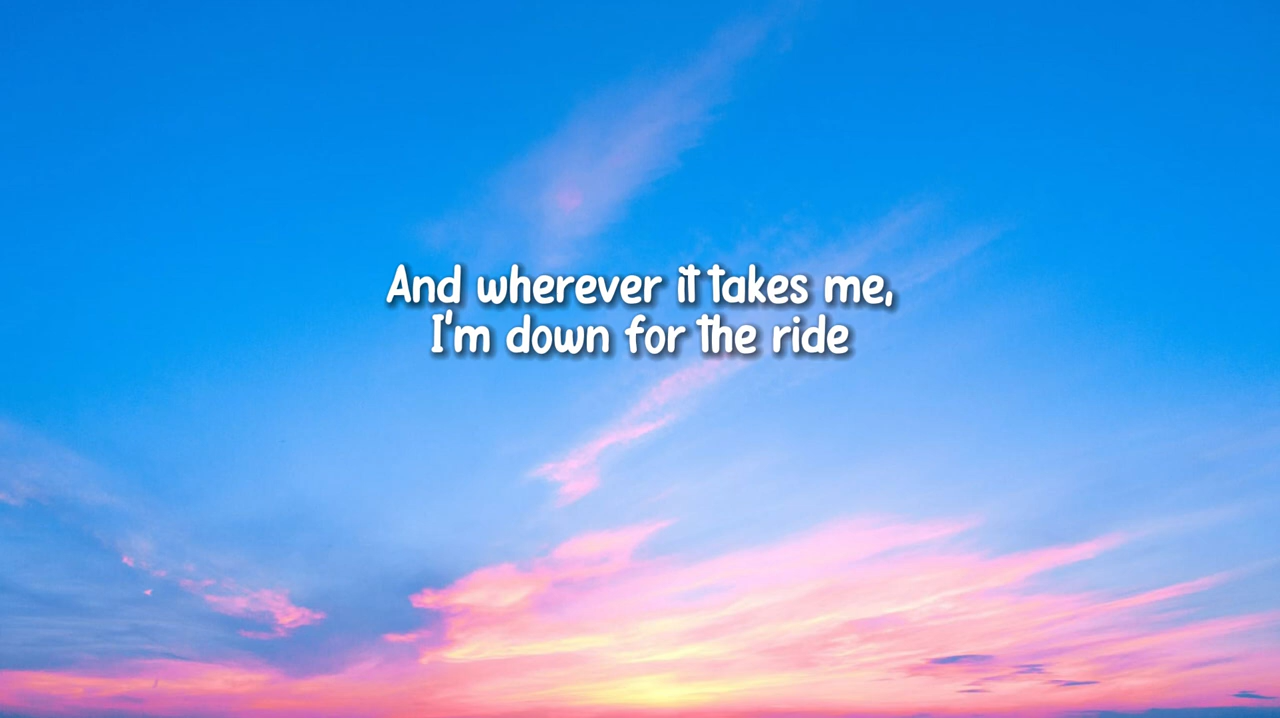 And wherever it takes me,
I'm down for the ride